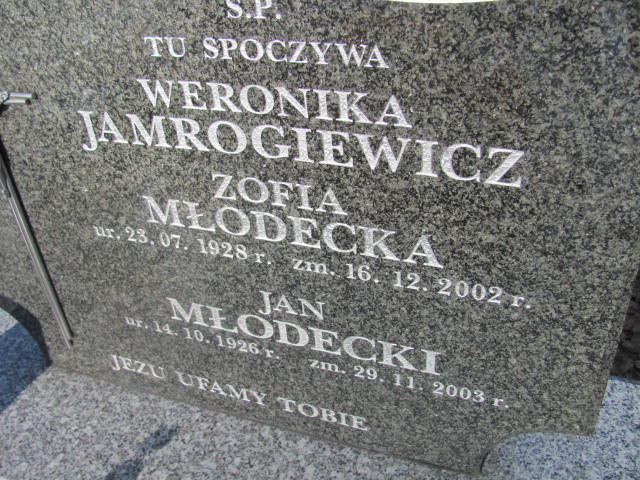 S.P.
TU SPOCZYWA
WERONIKA
JAMROGIEWICZ
ZOFIA
MŁODECKA
ur. 23. 07. 1928 r. zm. 16. 12. 2002 r.
JAN
MŁODECKI
ur. 14. 10. 1926 r. zm. 29. 11. 2003 r.
JEZU UFAMY TOBIE